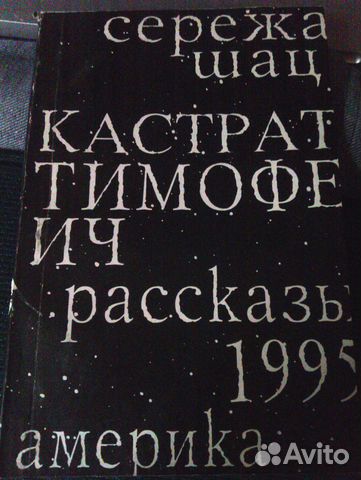 сережа
шац
КАСТРАТ
ТИМОФЕ
ИЧ
рассказы
1995
америка
Avito